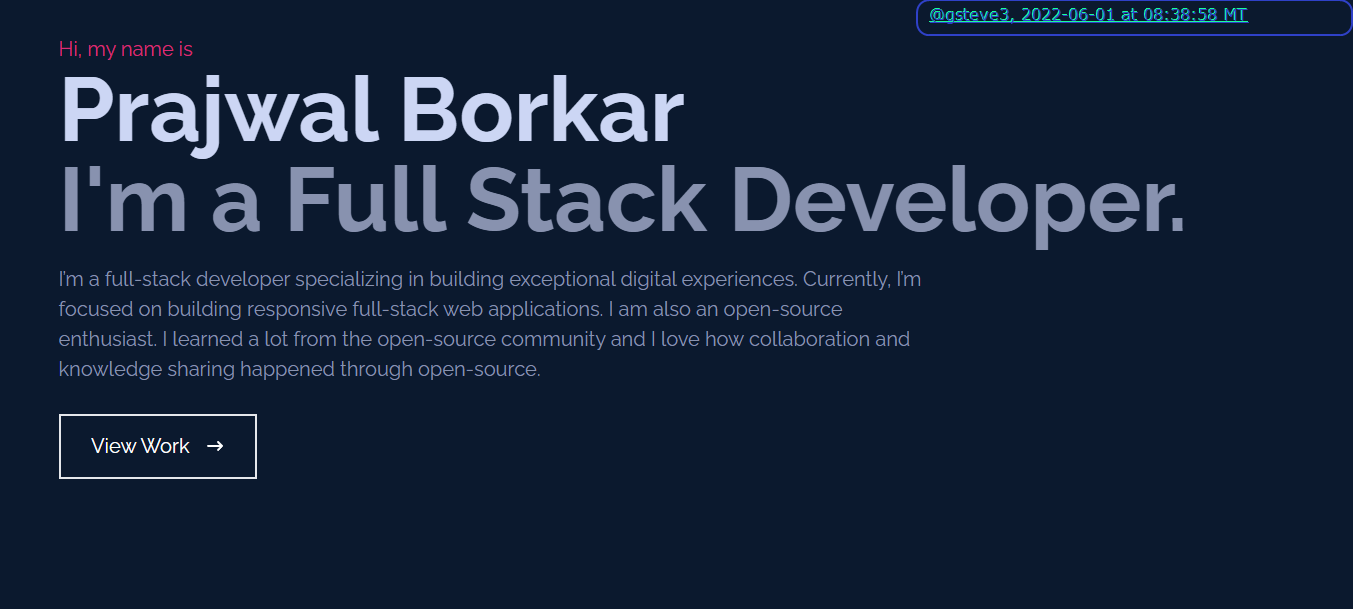 @gsteve3, 2022-06-01 at 08:38:58 MT
Hi, my name is
Prajwal Borkar
I'm a Full Stack Developer.
I’m a full-stack developer specializing in building exceptional digital experiences. Currently, I’m
focused on building responsive full-stack web applications. I am also an open-source
enthusiast. I learned a lot from the open-source community and I love how collaboration and
knowledge sharing happened through open-source.
View Work →